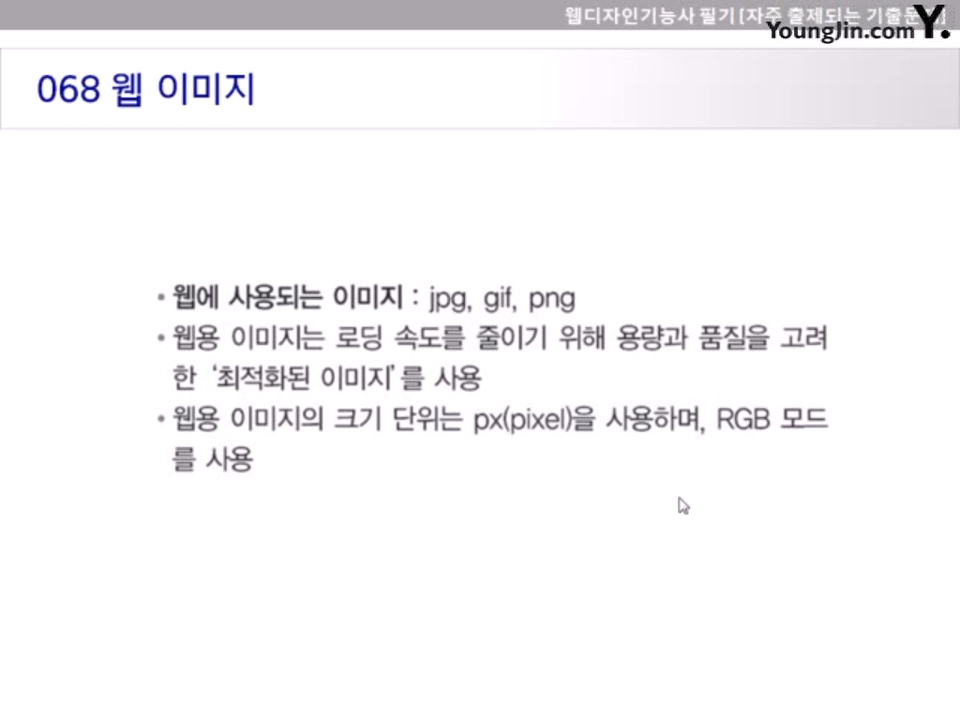 웹디자인기능사 필기 [자주 출제되는 기출문제]
YoungJin.com Y.
068 웹 이미지
• 웹에 사용되는 이미지 : jpg, gif, png
• 웹용 이미지는 로딩 속도를 줄이기 위해 용량과 품질을 고려
한 ‘최적화된 이미지’를 사용
• 웹용 이미지의 크기 단위는 px(pixel)을 사용하며, RGB 모드
를 사용